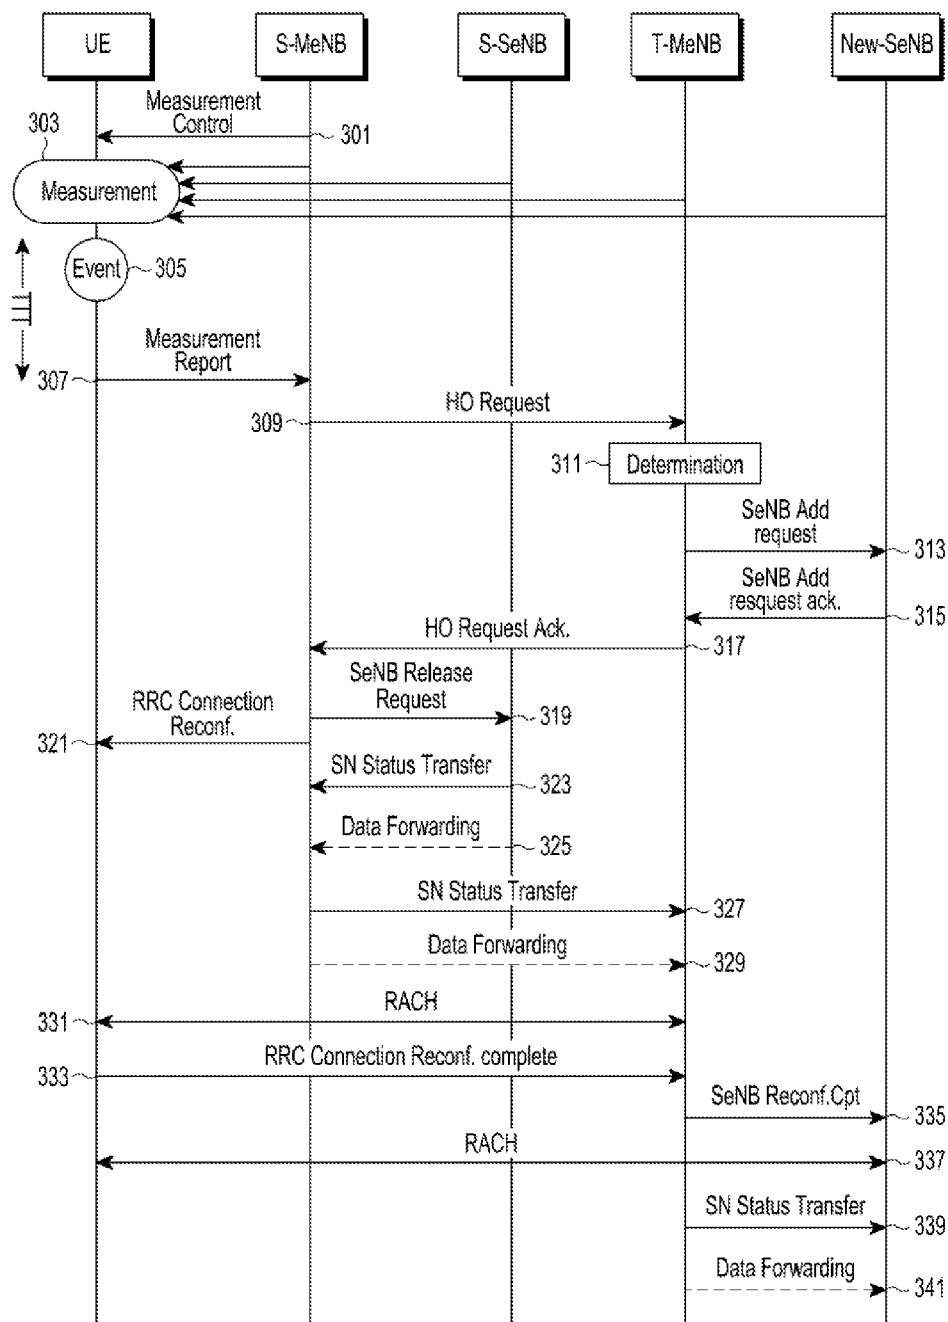 UE
S-MeNB
S-SeNB
T-MeNB
New-SeNB
Measurement
Control
301
303
Measurement
Event
305
TTT
Measurement
Report
307
HO Request
309
311
Determination
SeNB Add
request
313
SeNB Add
resquest ack.
315
HO Request Ack.
317
SeNB Release
Request
319
RRC Connection
Reconf.
321
SN Status Transfer
323
Data Forwarding
325
SN Status Transfer
327
Data Forwarding
329
RACH
331
RRC Connection Reconf. complete
333
SeNB Reconf.Cpt
335
RACH
337
SN Status Transfer
339
Data Forwarding
341